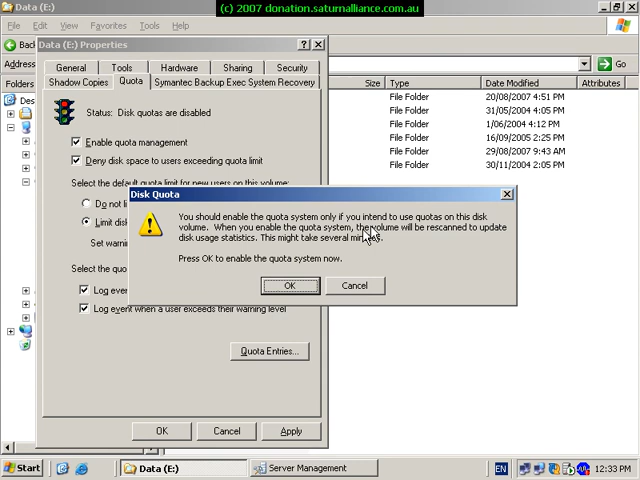 (c) 2007 donation.saturnalliance.com.au
Data (E:)
File Edit View Favorites Tools Help
Back
Address
Go
Folders
Size Type Date Modified Attributes
File Folder 20/08/2007 4:51 PM
File Folder 31/05/2004 4:05 PM
File Folder 1/06/2004 4:12 PM
File Folder 16/09/2005 2:25 PM
File Folder 29/08/2007 9:43 AM
File Folder 30/11/2004 2:05 PM
Data (E:) Properties
General Tools Hardware Sharing Security
Shadow Copies Quota Symantec Backup Exec System Recovery
Status: Disk quotas are disabled
Enable quota management
Deny disk space to users exceeding quota limit
Select the default quota limit for new users on this volume:
Do not li
Limit disk
Set warni
Select the quo
Log even
Log event when a user exceeds their warning level
Quota Entries...
OK Cancel Apply
Disk Quota
You should enable the quota system only if you intend to use quotas on this disk
volume. When you enable the quota system, the volume will be rescanned to update
disk usage statistics. This might take several minutes.
Press OK to enable the quota system now.
OK Cancel
Start Data (E:) Server Management EN 12:33 PM